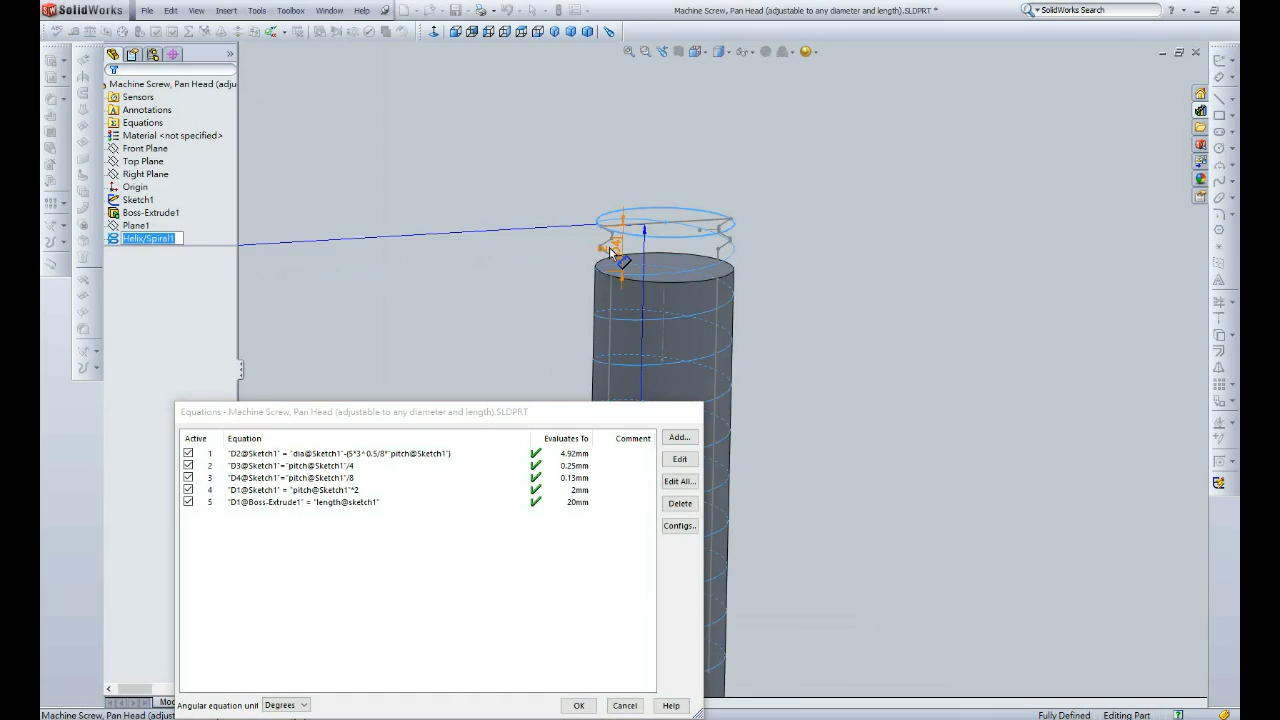 SolidWorks File Edit View Insert Tools Toolbox Window Help Machine Screw, Pan Head (adjustable to any diameter and length).SLDPRT * SolidWorks Search
Machine Screw, Pan Head (adju
Sensors
Annotations
Equations
Material <not specified>
Front Plane
Top Plane
Right Plane
Origin
Sketch1
Boss-Extrude1
Plane1
Helix/Spiral1
Equations - Machine Screw, Pan Head (adjustable to any diameter and length).SLDPRT
Active Equation Evaluates To Comment Add...
1 "D2@Sketch1" = "dia@Sketch1"-(5*3^0.5/8*"pitch@Sketch1") 4.92mm
2 "D3@Sketch1"="pitch@Sketch1"/4 0.25mm Edit
3 "D4@Sketch1"="pitch@Sketch1"/8 0.13mm Edit All...
4 "D1@Sketch1" = "pitch@Sketch1"*2 2mm
5 "D1@Boss-Extrude1" = "length@sketch1" 20mm Delete
Configs..
Angular equation unit Degrees OK Cancel Help
Machine Screw, Pan Head (adjust Fully Defined Editing Part